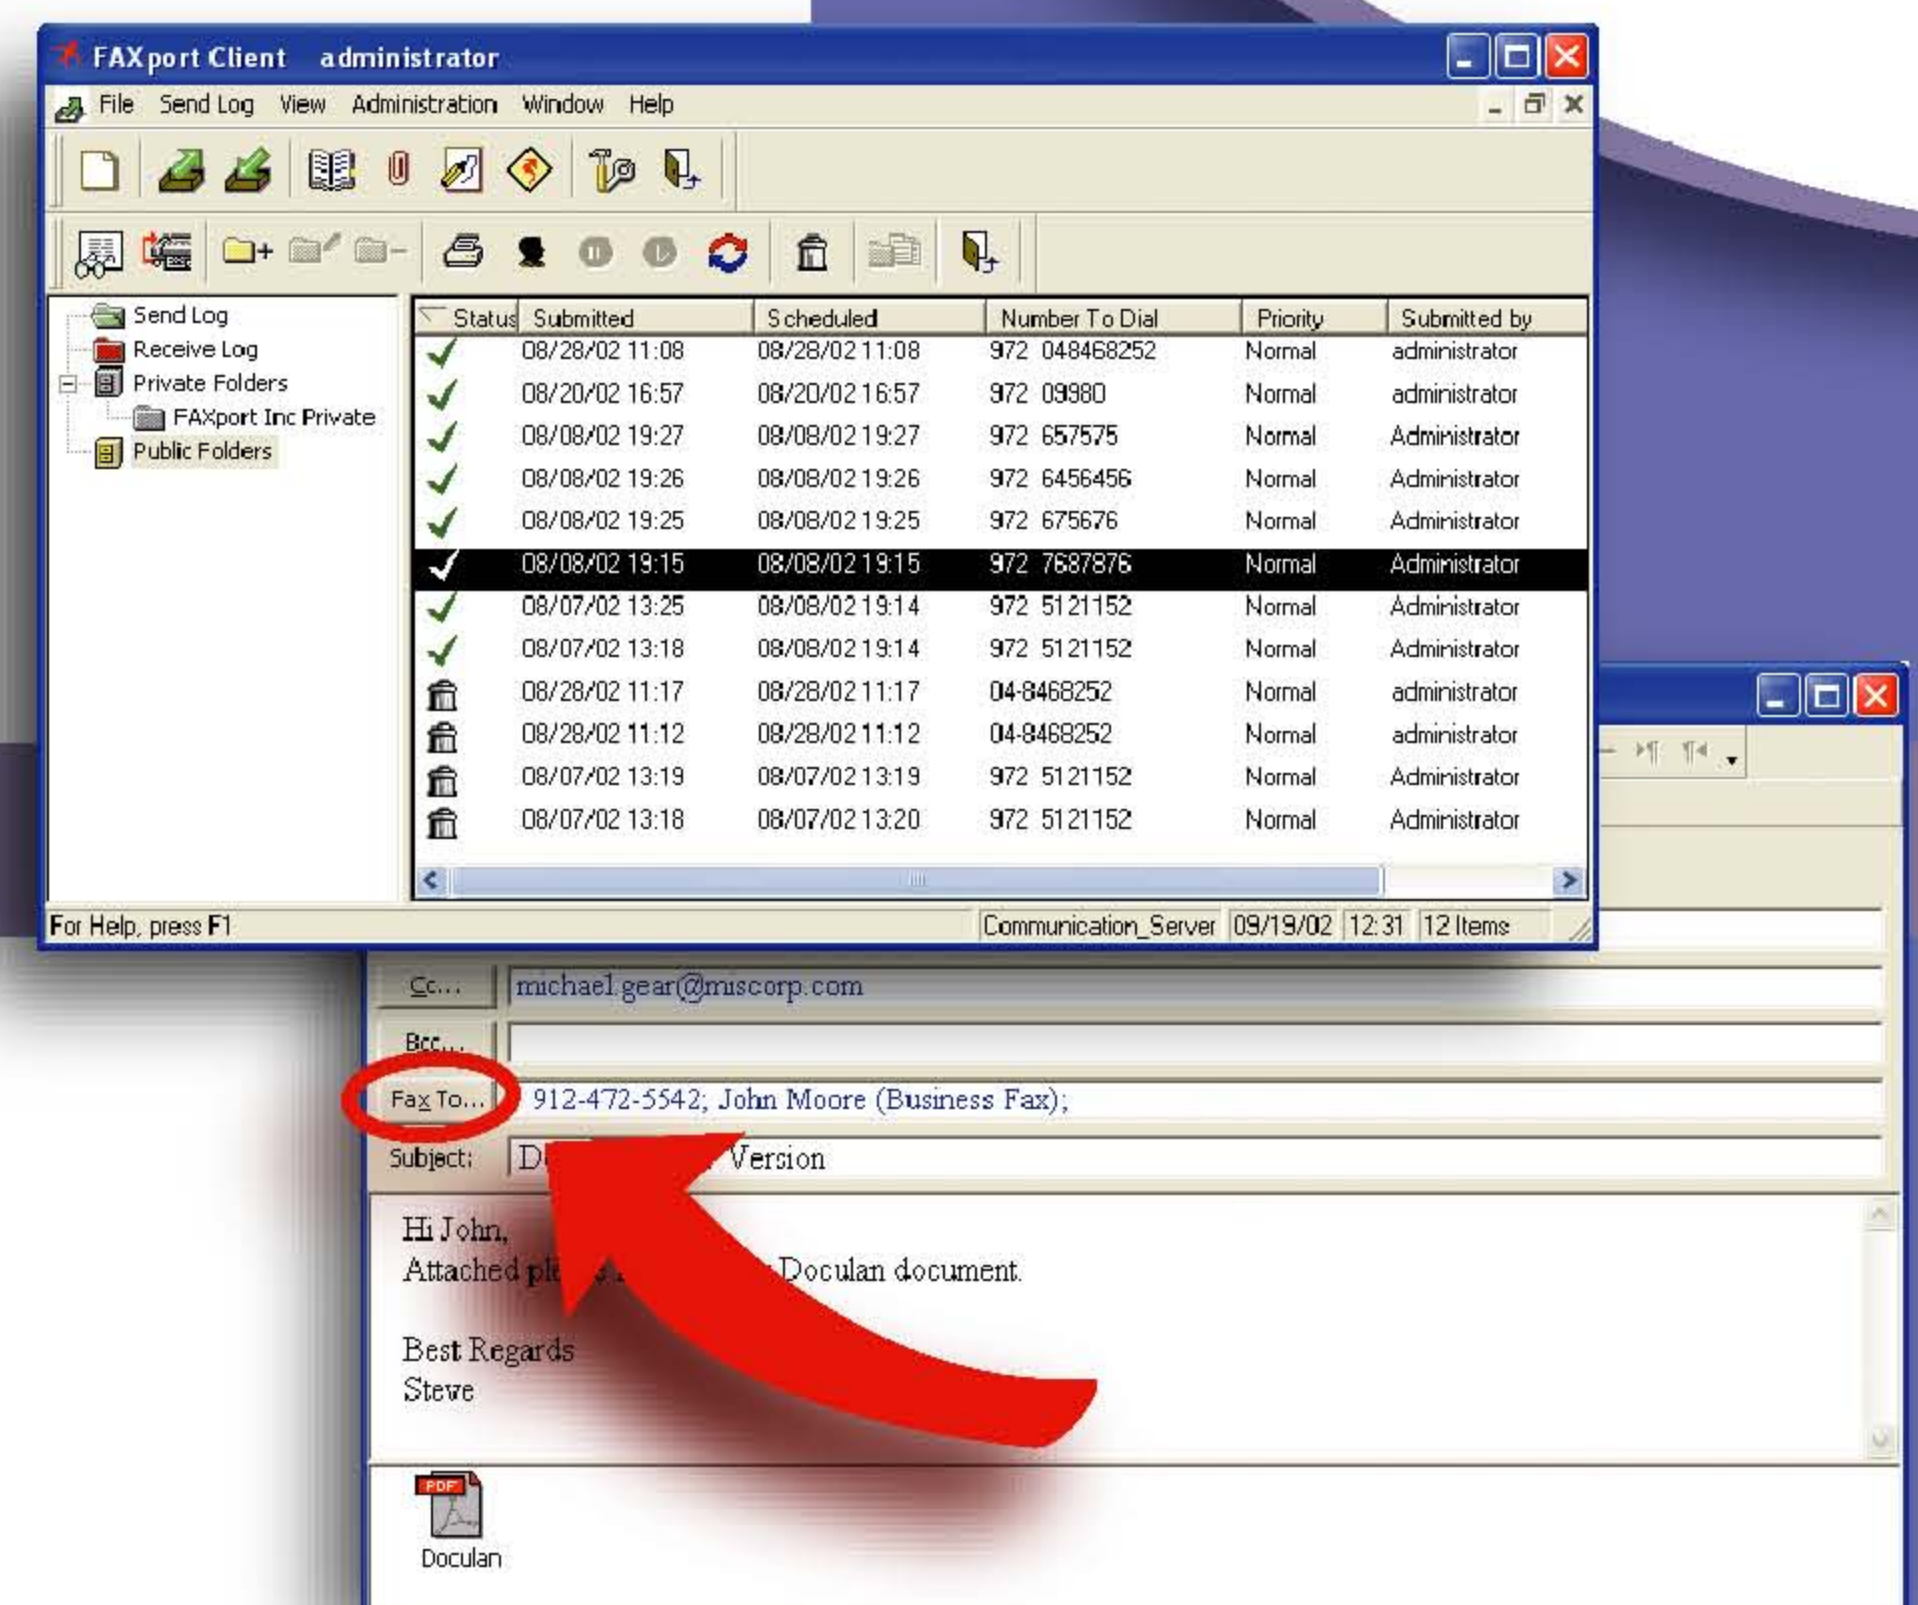 FAXport Client administrator
File Send Log View Administration Window Help
Send Log
Receive Log
Private Folders
FAXport Inc Private
Public Folders
Status Submitted Scheduled Number To Dial Priority Submitted by
08/28/02 11:08 08/28/02 11:08 972 048468252 Normal administrator
08/20/02 16:57 08/20/02 16:57 972 09980 Normal administrator
08/08/02 19:27 08/08/02 19:27 972 657575 Normal Administrator
08/08/02 19:26 08/08/02 19:26 972 6456456 Normal Administrator
08/08/02 19:25 08/08/02 19:25 972 675676 Normal Administrator
08/08/02 19:15 08/08/02 19:15 972 7687876 Normal Administrator
08/07/02 13:25 08/08/02 19:14 972 5121152 Normal Administrator
08/07/02 13:18 08/08/02 19:14 972 5121152 Normal Administrator
08/28/02 11:17 08/28/02 11:17 04-8468252 Normal administrator
08/28/02 11:12 08/28/02 11:12 04-8468252 Normal administrator
08/07/02 13:19 08/07/02 13:19 972 5121152 Normal Administrator
08/07/02 13:18 08/07/02 13:20 972 5121152 Normal Administrator
For Help, press F1 Communication_Server 09/19/02 12:31 12 Items
Cc... michael.gear@miscorp.com
Bcc...
Fax To... 912-472-5542; John Moore (Business Fax);
Subject: Version
Hi John,
Attached Doculan document.
Best Regards
Steve
PDF
Doculan